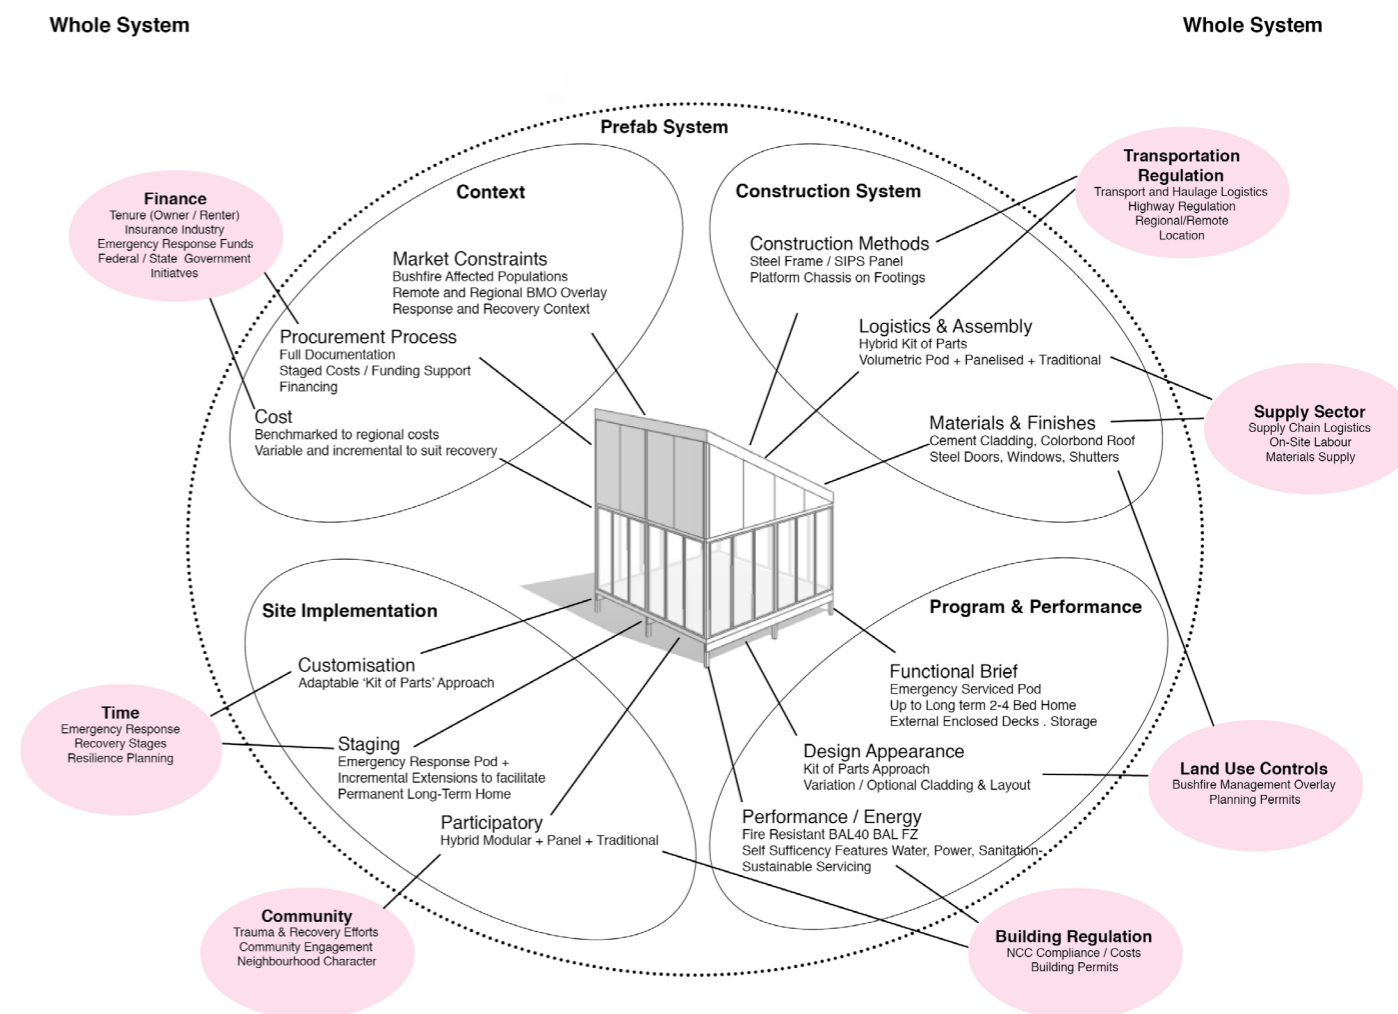 Whole System
Whole System
Prefab System
Context
Construction System
Transportation
Regulation
Transport and Haulage Logistics
Highway Regulation
Regional/Remote
Location
Finance
Tenure (Owner / Renter)
Insurance Industry
Emergency Response Funds
Federal / State  Government
Initiatves
Market Constraints
Bushfire Affected Populations
Remote and Regional BMO Overlay
Response and Recovery Context
Procurement Process
Full Documentation
Staged Costs / Funding Support
Financing
Cost
Benchmarked to regional costs
Variable and incremental to suit recovery
Construction Methods
Steel Frame / SIPS Panel
Platform Chassis on Footings
Logistics & Assembly
Hybrid Kit of Parts
Volumetric Pod + Panelised + Traditional
Materials & Finishes
Cement Cladding, Colorbond Roof
Steel Doors, Windows, Shutters
Supply Sector
Supply Chain Logistics
On-Site Labour
Materials Supply
Site Implementation
Customisation
Adaptable ‘Kit of Parts’ Approach
Staging
Emergency Response Pod +
Incremental Extensions to facilitate
Permanent Long-Term Home
Participatory
Hybrid Modular + Panel + Traditional
Time
Emergency Response
Recovery Stages
Resilience Planning
Community
Trauma & Recovery Efforts
Community Engagement
Neighbourhood Character
Program & Performance
Functional Brief
Emergency Serviced Pod
Up to Long term 2-4 Bed Home
External Enclosed Decks . Storage
Design Appearance
Kit of Parts Approach
Variation / Optional Cladding & Layout
Performance / Energy
Fire Resistant BAL40 BAL FZ
Self Sufficency Features Water, Power, Sanitation-
Sustainable Servicing
Land Use Controls
Bushfire Management Overlay
Planning Permits
Building Regulation
NCC Compliance / Costs
Building Permits